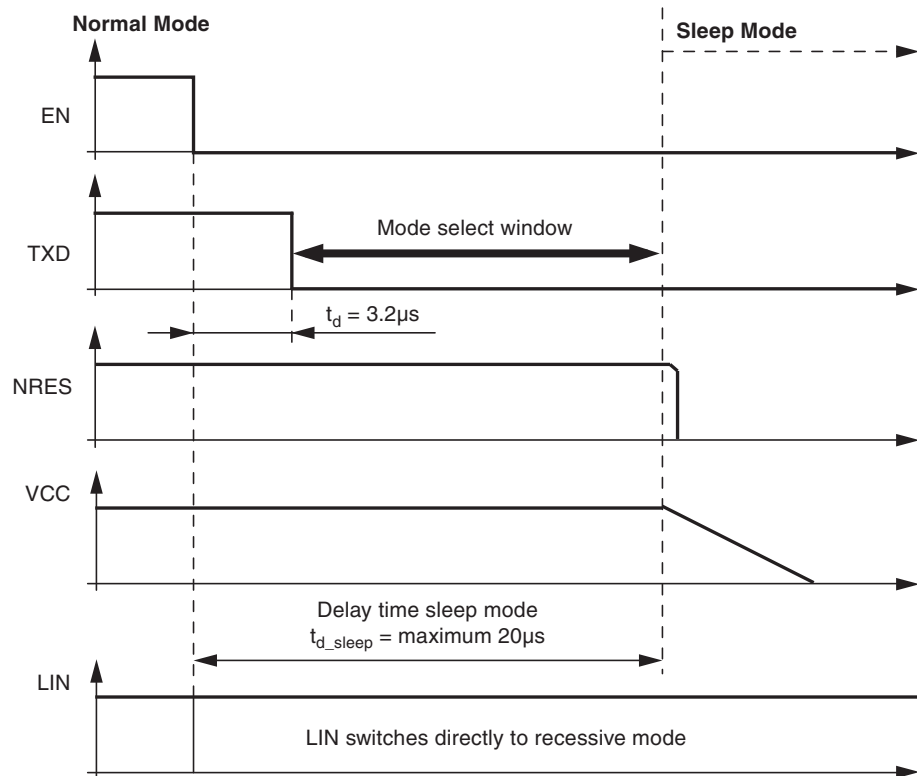 Normal Mode
Sleep Mode
EN
Mode select window
TXD
t_d = 3.2µs
NRES
VCC
Delay time sleep mode
t_d_sleep = maximum 20µs
LIN
LIN switches directly to recessive mode